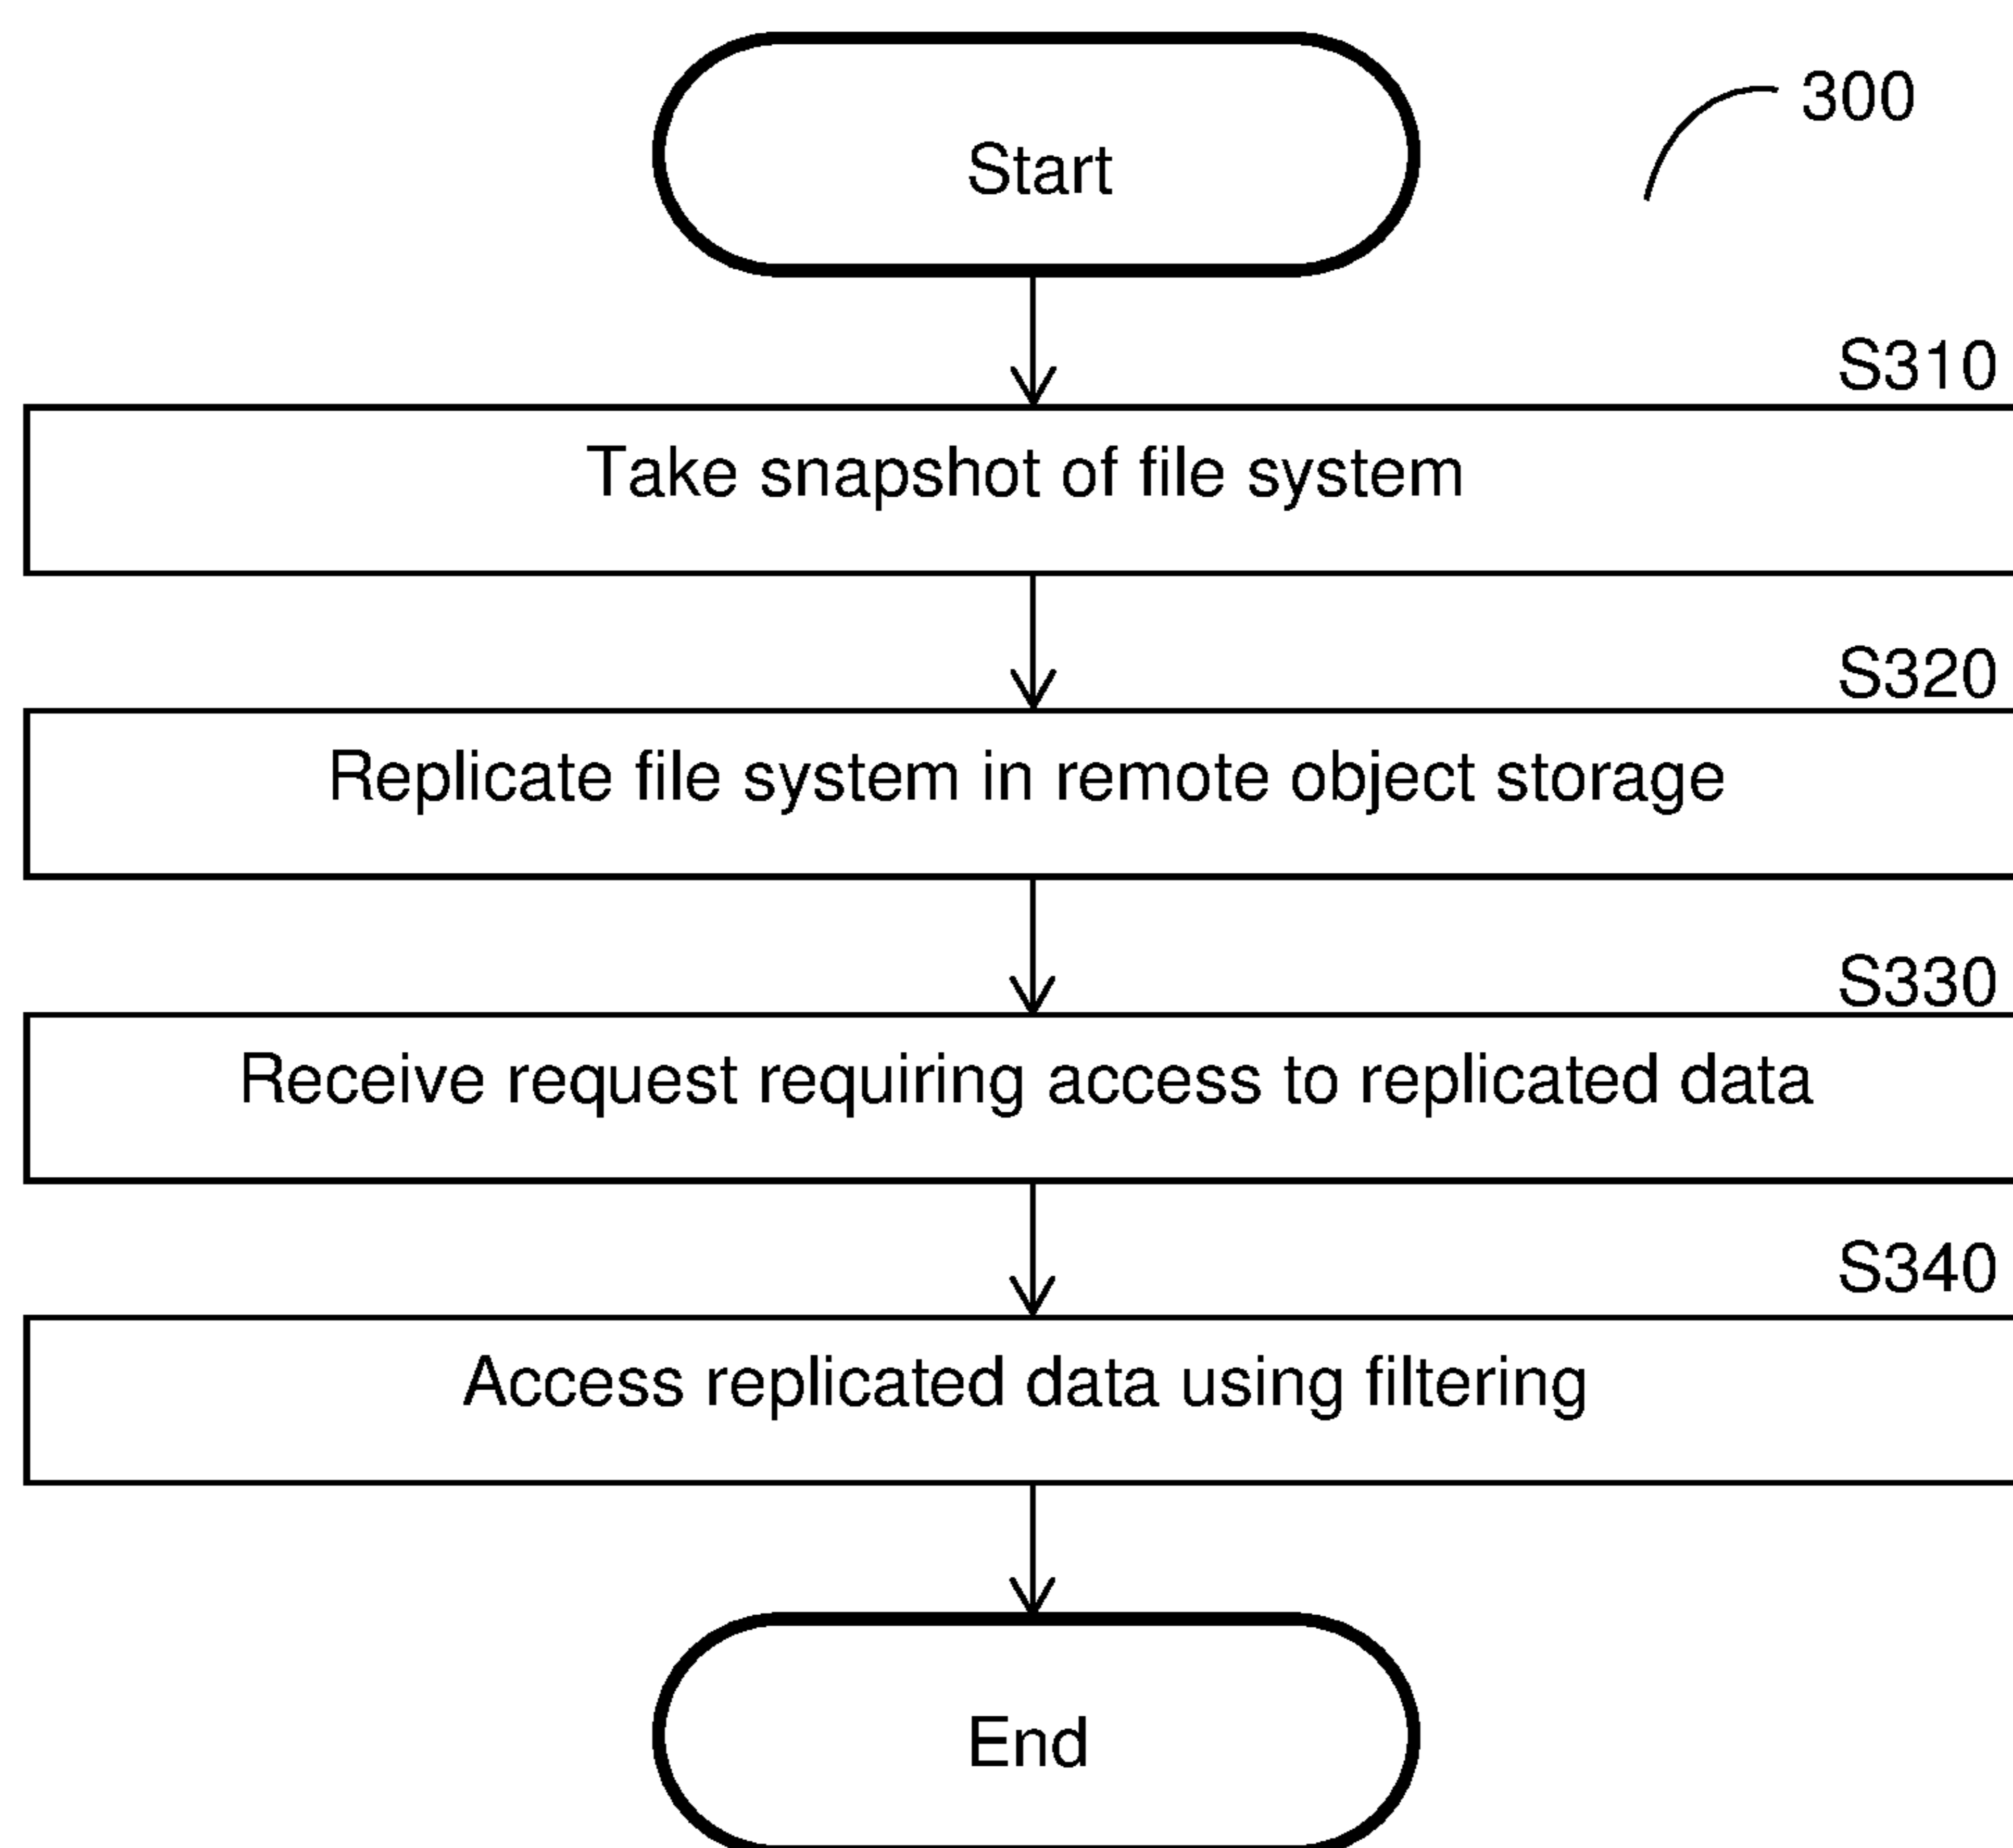 Start
300
S310
Take snapshot of file system
S320
Replicate file system in remote object storage
S330
Receive request requiring access to replicated data
S340
Access replicated data using filtering
End